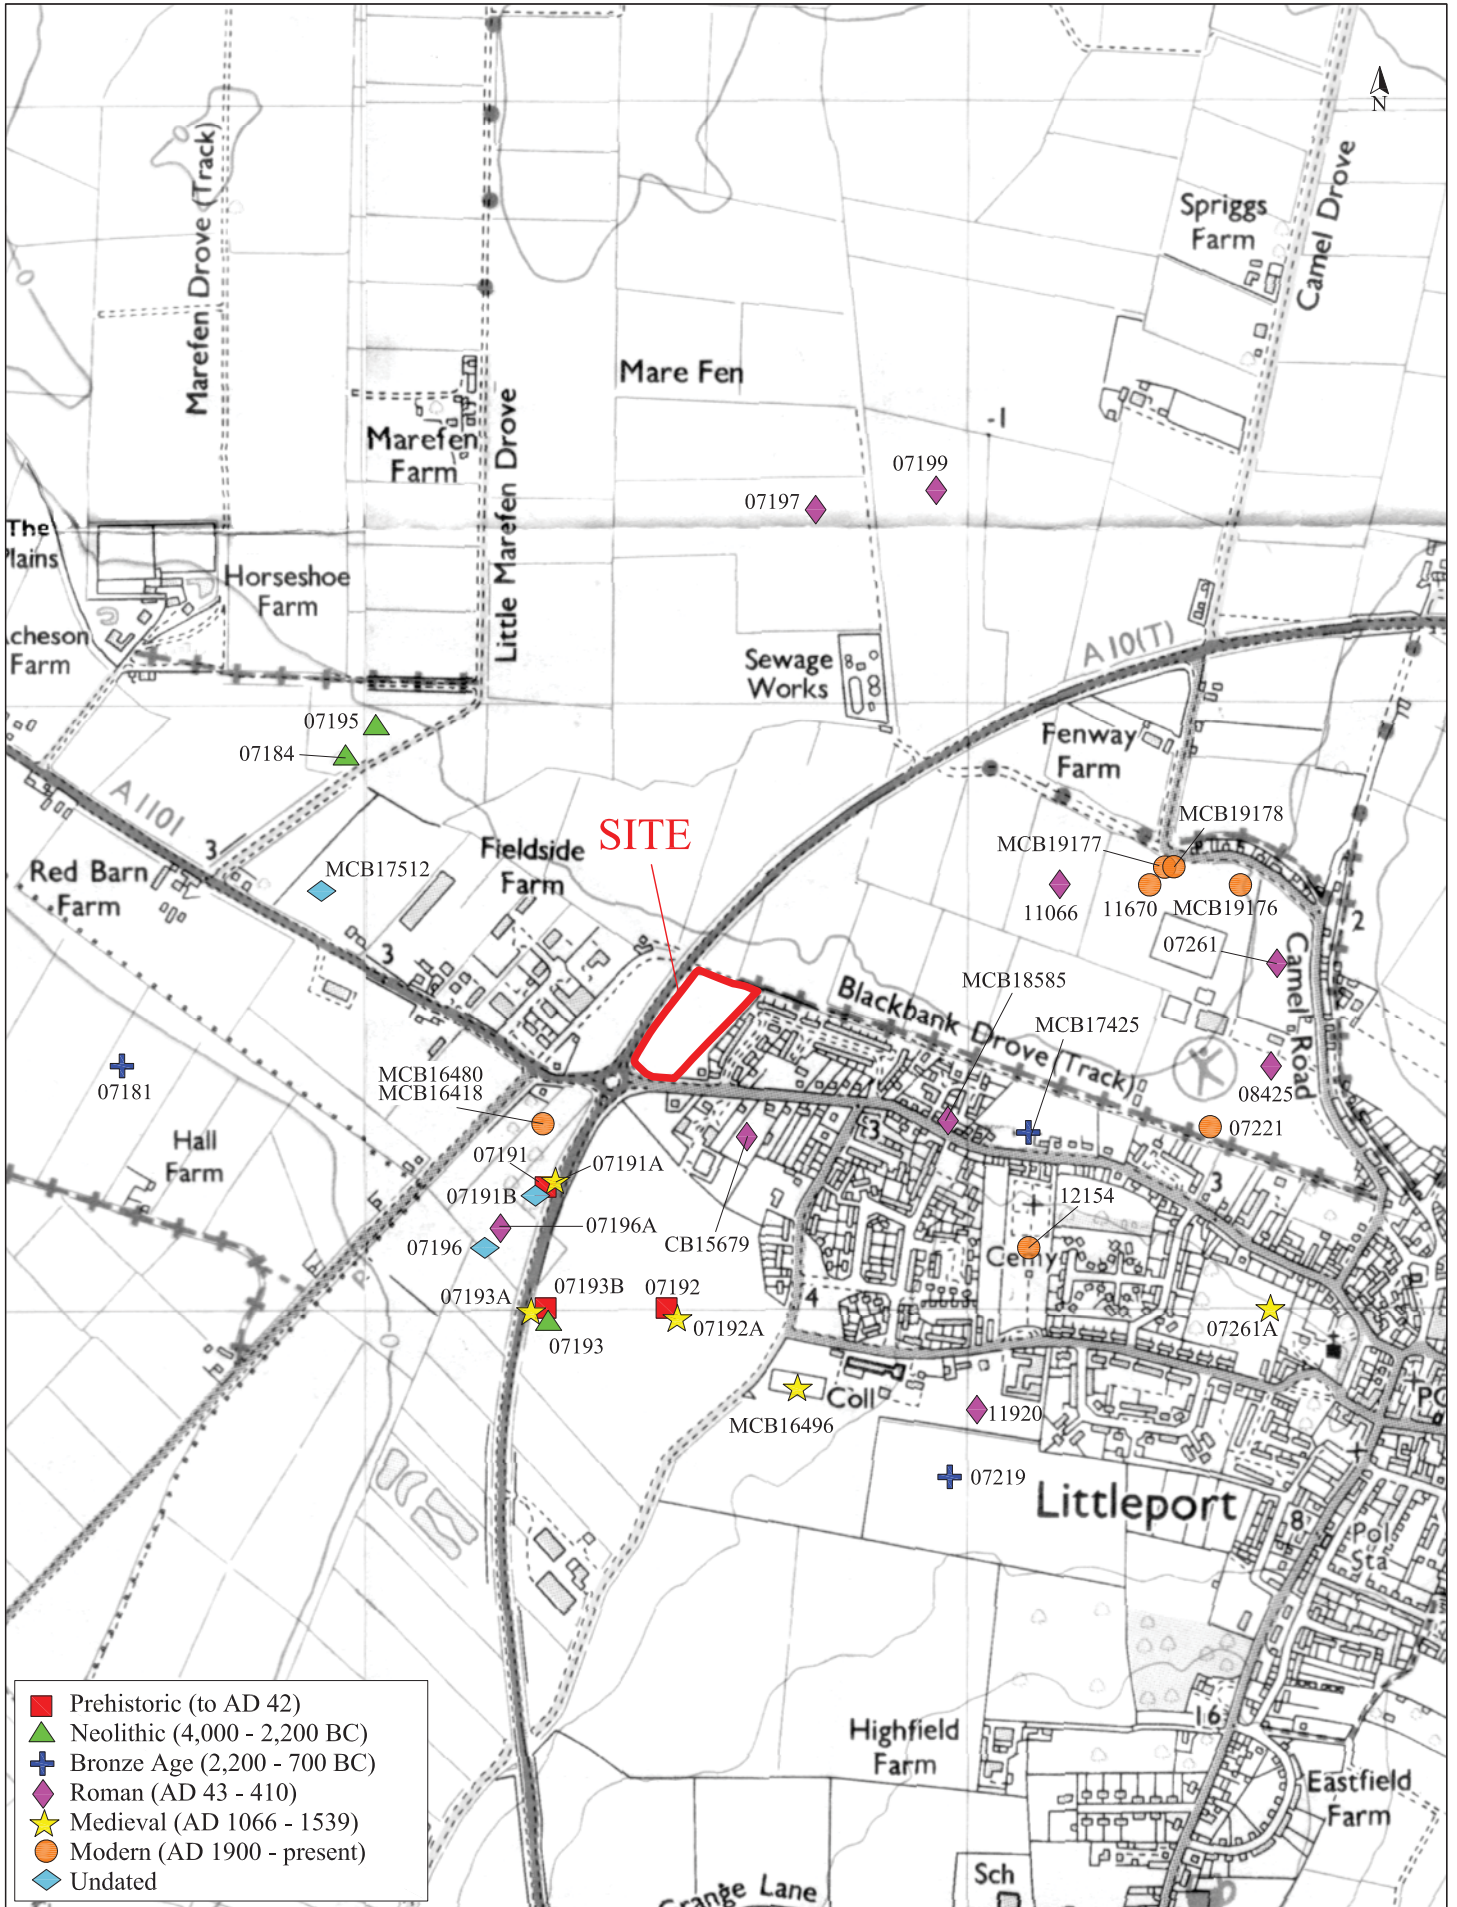 N
Marefen Drove (Track)
Spriggs
Farm
Camel Drove
Mare Fen
Marefen
Farm
Little Marefen Drove
-1
07199
07197
The
Plains
Horseshoe
Farm
Acheson
Farm
A 10(T)
Sewage
Works
07195
07184
Fenway
Farm
A 1101
3
SITE
MCB19178
MCB19177
Fieldside
Farm
Red Barn
Farm
MCB17512
11066
11670
MCB19176
2
07261
3
Camel Road
MCB18585
Blackbank Drove (Track)
MCB17425
MCB16480
MCB16418
07181
08425
07221
Hall
Farm
3
07191
07191A
07191B
3
12154
07196A
07196
CB15679
Cemy
07193B
07192
07193A
4
07192A
07261A
07193
Coll
PO
MCB16496
11920
07219
Littleport
8
Pol
Sta
16
Highfield
Farm
Eastfield
Farm
Sch
Grange Lane
Prehistoric (to AD 42)
Neolithic (4,000 - 2,200 BC)
Bronze Age (2,200 - 700 BC)
Roman (AD 43 - 410)
Medieval (AD 1066 - 1539)
Modern (AD 1900 - present)
Undated